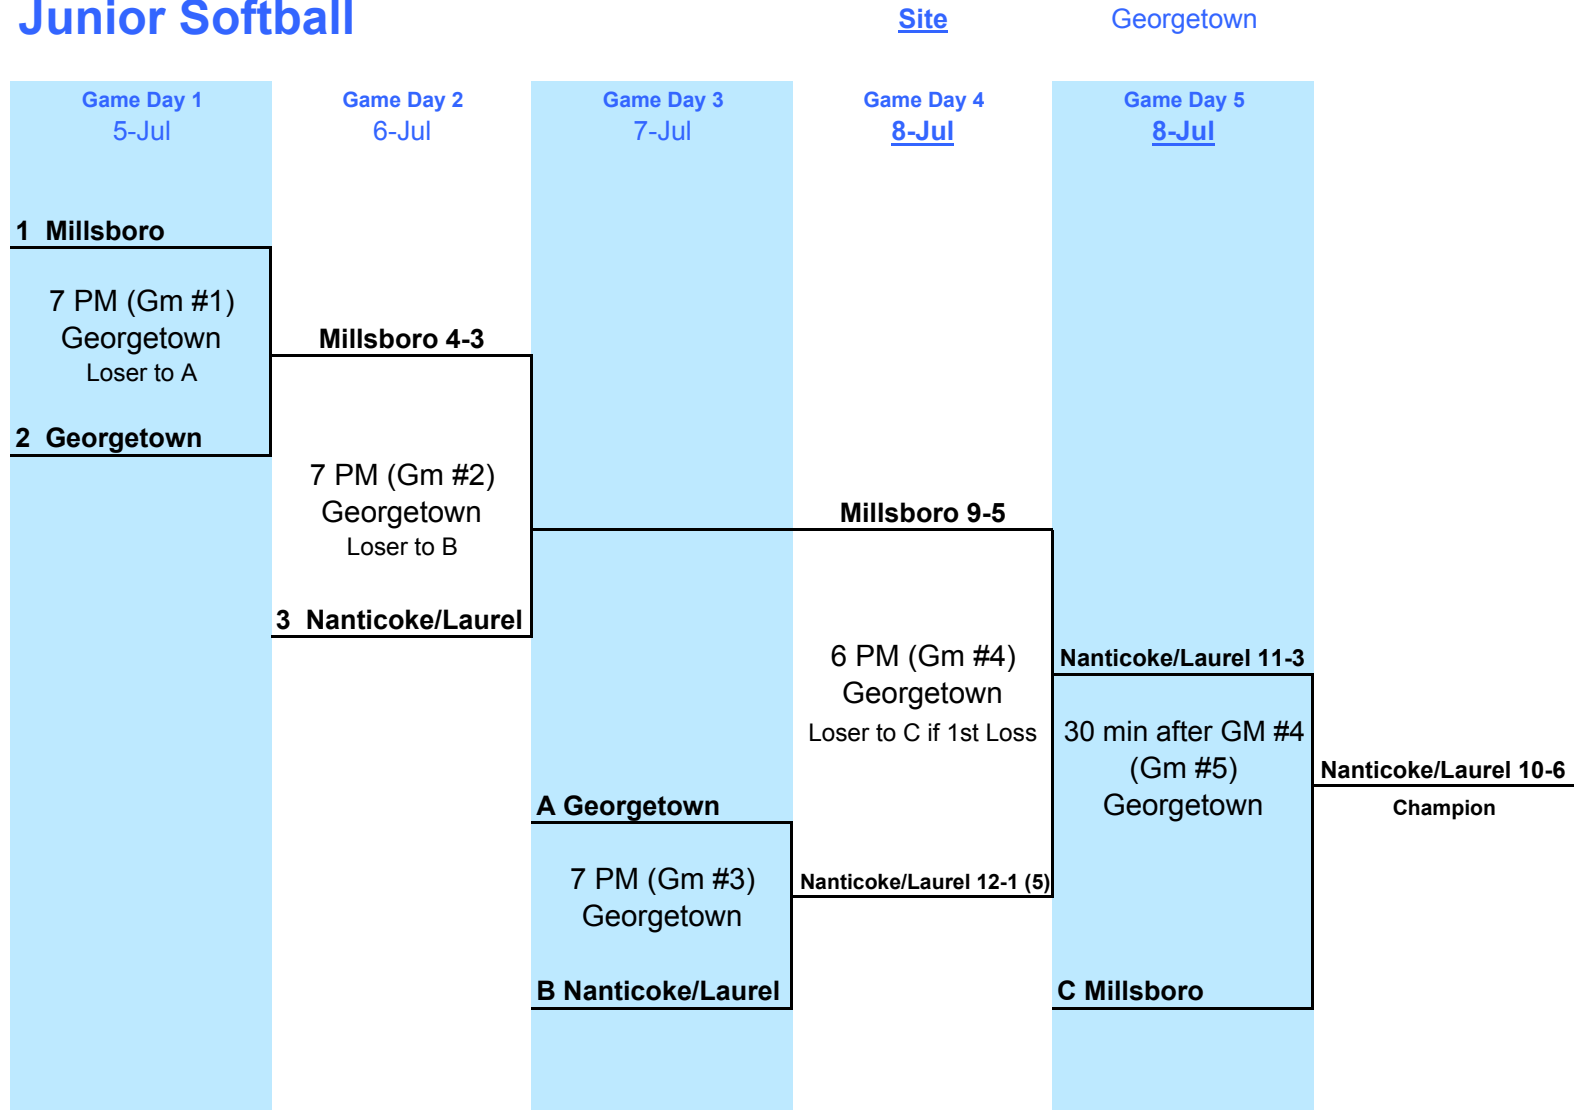 Junior Softball
Site
Georgetown
Game Day 1
5-Jul
Game Day 2
6-Jul
Game Day 3
7-Jul
Game Day 4
8-Jul
Game Day 5
8-Jul
1 Millsboro
7 PM (Gm #1)
Georgetown
Loser to A
2 Georgetown
Millsboro 4-3
7 PM (Gm #2)
Georgetown
Loser to B
3 Nanticoke/Laurel
A Georgetown
7 PM (Gm #3)
Georgetown
B Nanticoke/Laurel
Millsboro 9-5
6 PM (Gm #4)
Georgetown
Loser to C if 1st Loss
Nanticoke/Laurel 12-1 (5)
Nanticoke/Laurel 11-3
30 min after GM #4
(Gm #5)
Georgetown
C Millsboro
Nanticoke/Laurel 10-6
Champion